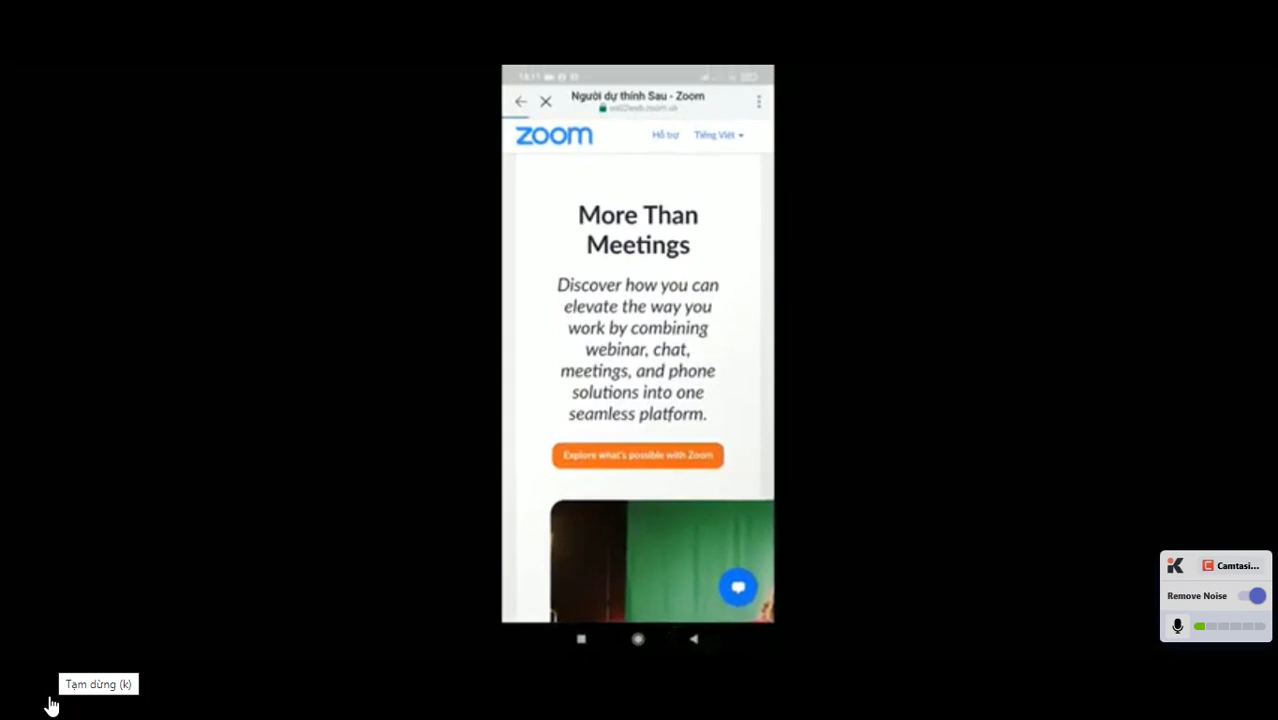 Người dự thính Sau - Zoom
zoom
Hỗ trợ
Tiếng Việt
More Than
Meetings
Discover how you can
elevate the way you
work by combining
webinar, chat,
meetings, and phone
solutions into one
seamless platform.
Explore what's possible with Zoom
Camtasi...
Remove Noise
Tạm dừng (k)